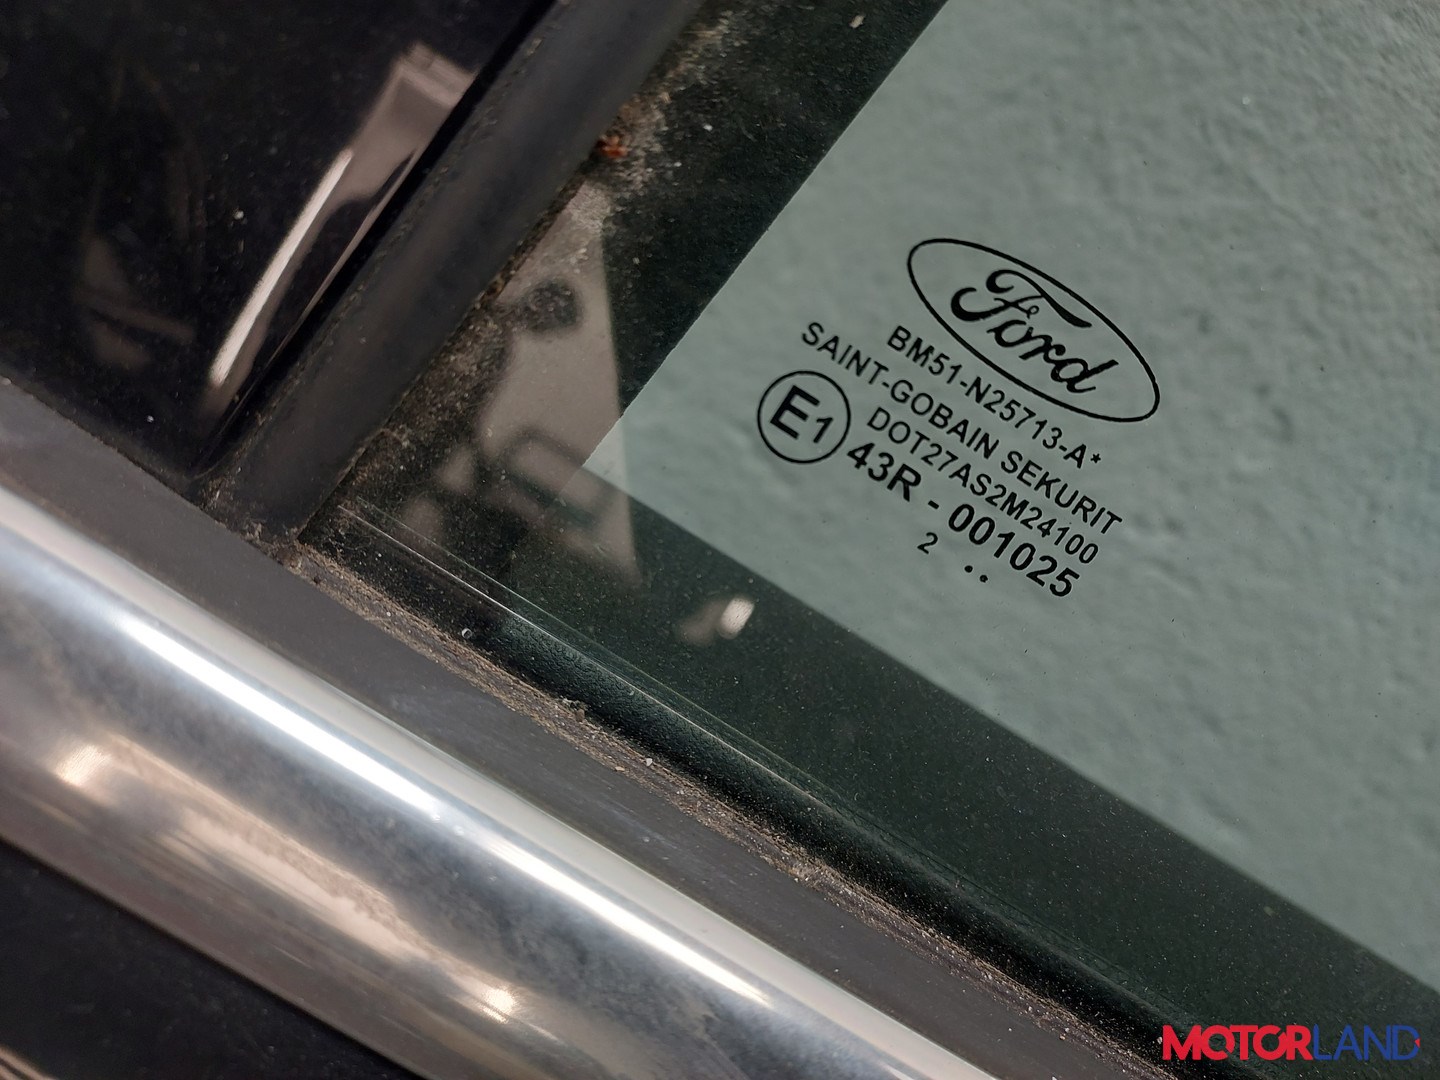 Ford
BM51-N25713-A*
SAINT-GOBAIN SEKURIT
DOT27AS2M24100
E1
43R - 001025
2 ..
MOTORLAND